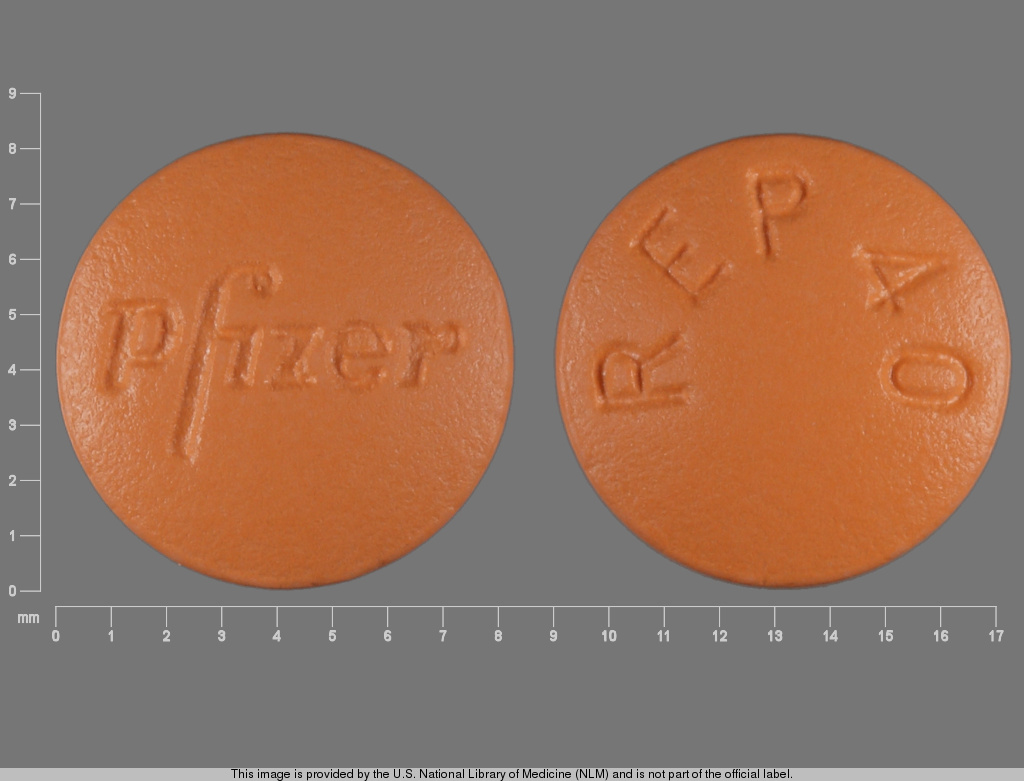 9
8
7
6
5
4
3
2
1
0
mm
0 1 2 3 4 5 6 7 8 9 10 11 12 13 14 15 16 17
Pfizer
REP
40
This image is provided by the U.S. National Library of Medicine (NLM) and is not part of the official label.